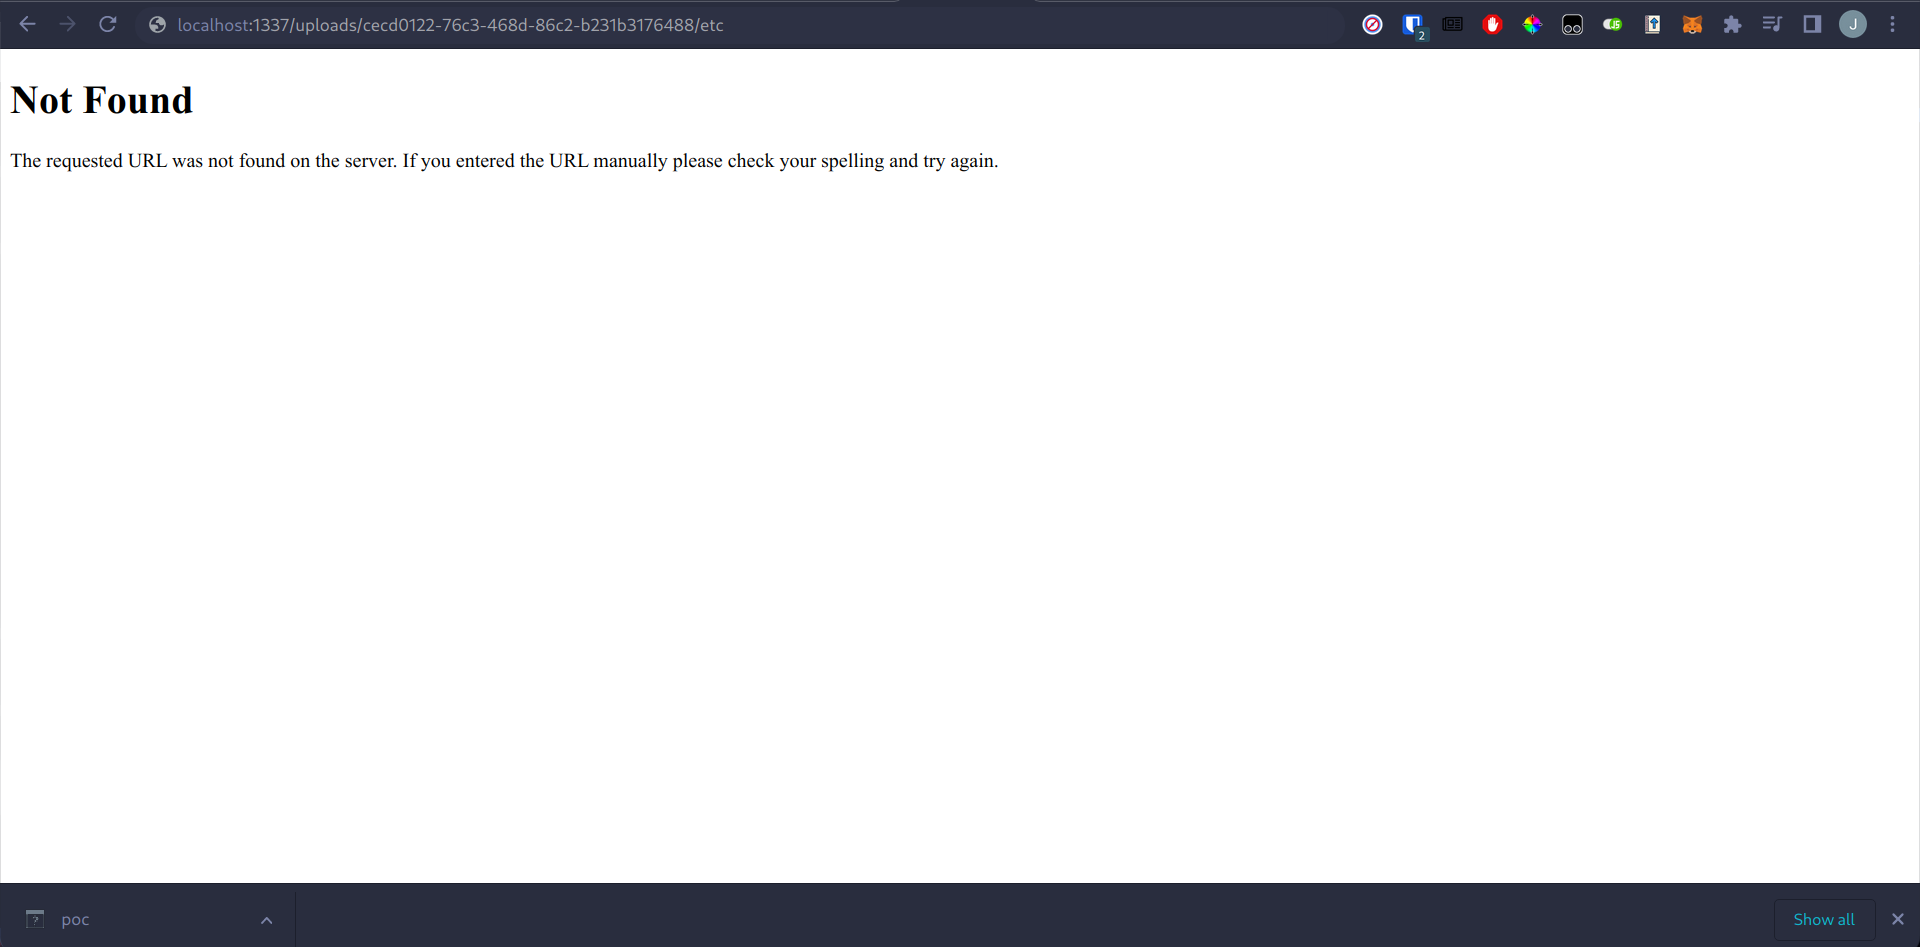 localhost:1337/uploads/cecd0122-76c3-468d-86c2-b231b3176488/etc
2
JS
J
Not Found
The requested URL was not found on the server. If you entered the URL manually please check your spelling and try again.
?
poc
Show all